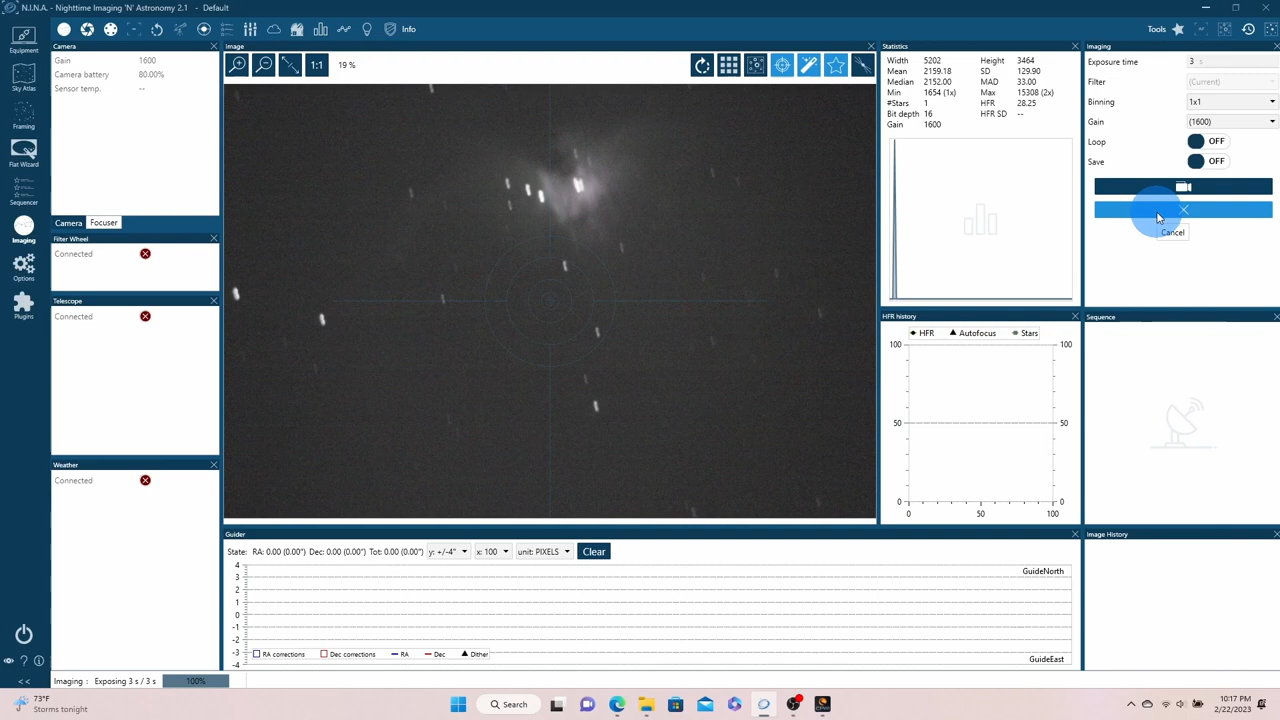 N.I.N.A. - Nighttime Imaging 'N' Astronomy 2.1 - Default
Info
Tools
Equipment
Sky Atlas
Framing
Flat Wizard
Sequencer
Imaging
Options
Plugins
<<
Camera
Gain 1600
Camera battery 80.00%
Sensor temp. --
Camera Focuser
Filter Wheel
Connected
Telescope
Connected
Weather
Connected
Image
1:1 19 %
Statistics
Width 5202 Height 3464
Mean 2159.18 SD 129.90
Median 2152.00 MAD 33.00
Min 1654 (1x) Max 15308 (2x)
#Stars 1 HFR 28.25
Bit depth 16 HFR SD --
Gain 1600
HFR history
HFR Autofocus Stars
100 100
50 50
0 0
0 50 100
Imaging
Exposure time 3 s
Filter (Current)
Binning 1x1
Gain (1600)
Loop OFF
Save OFF
Cancel
Sequence
Guider
State: RA: 0.00 (0.00") Dec: 0.00 (0.00") Tot: 0.00 (0.00") y: +/-4" x: 100 unit: PIXELS Clear
4
3
2
1
0
-1
-2
-3
-4
GuideNorth
GuideEast
RA corrections Dec corrections RA Dec Dither
Image History
Imaging : Exposing 3 s / 3 s 100%
73°F
Storms tonight
Search
10:17 PM
2/22/2023